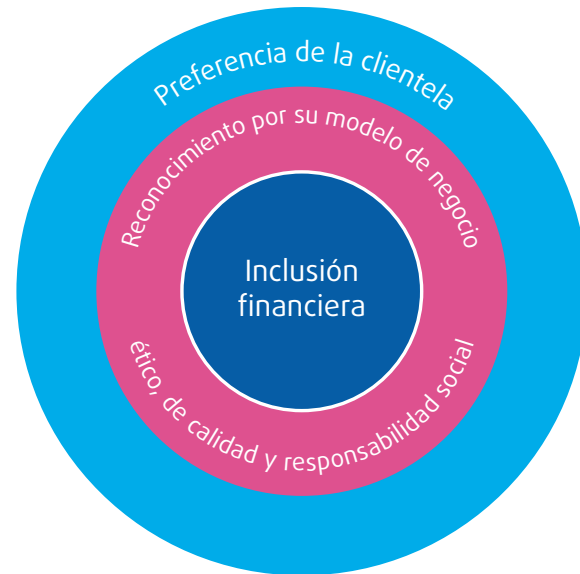 Preferencia de la clientela
Reconocimiento por su modelo de negocio
Inclusión
financiera
ético, de calidad y responsabilidad social